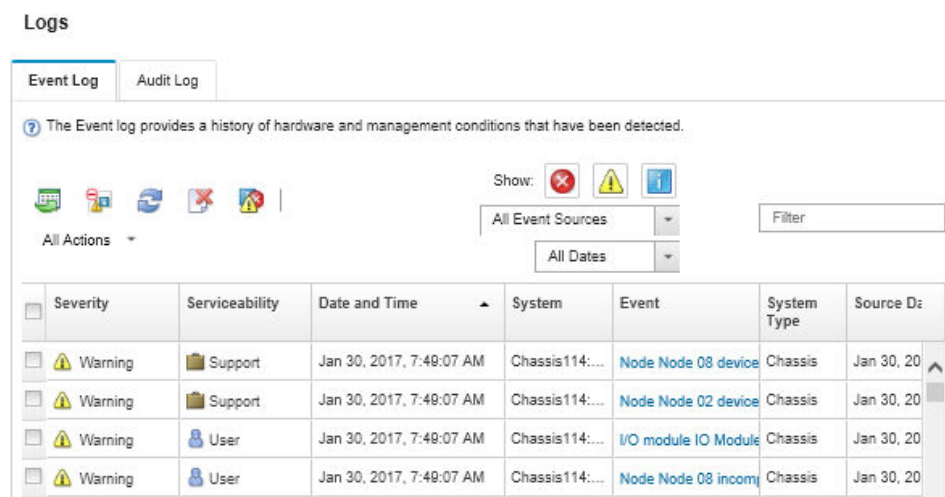 Logs
Event Log Audit Log
The Event log provides a history of hardware and management conditions that have been detected.
Show:
All Event Sources
Filter
All Actions
All Dates
Severity Serviceability Date and Time System Event System Type Source Da
Warning Support Jan 30, 2017, 7:49:07 AM Chassis114:... Node Node 08 device Chassis Jan 30, 20
Warning Support Jan 30, 2017, 7:49:07 AM Chassis114:... Node Node 02 device Chassis Jan 30, 20
Warning User Jan 30, 2017, 7:49:07 AM Chassis114:... I/O module IO Module Chassis Jan 30, 20
Warning User Jan 30, 2017, 7:49:07 AM Chassis114:... Node Node 08 incom Chassis Jan 30, 20